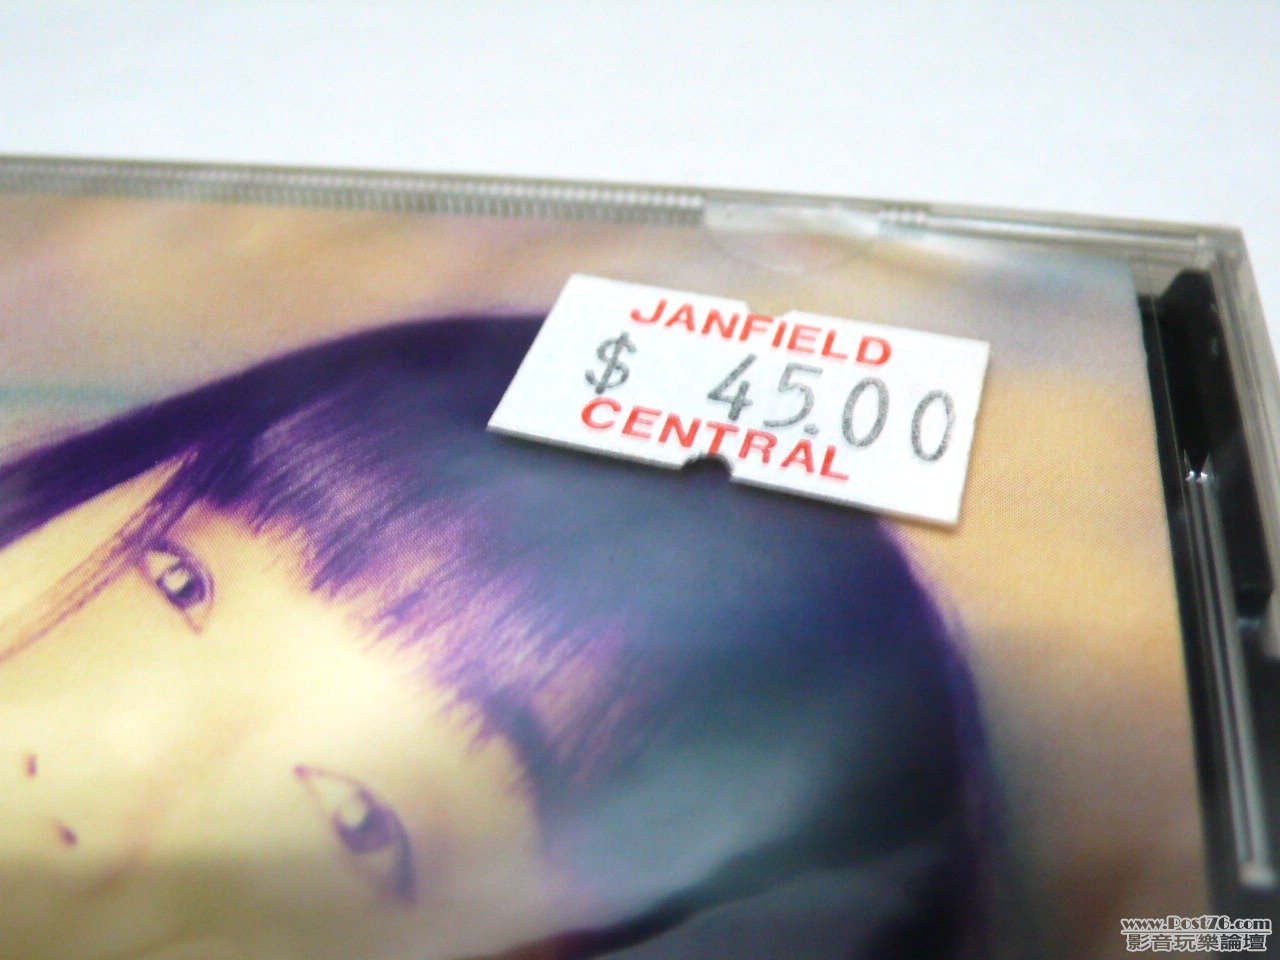 JANFIELD
$ 45.00
CENTRAL
www.Post76.com
影音玩樂論壇